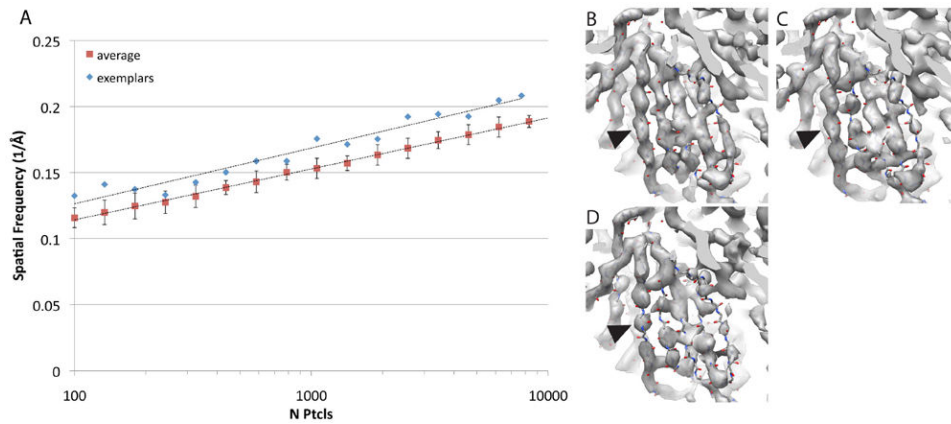 A
0.25
average
exemplars
0.2
0.15
0.1
0.05
0
Spatial Frequency (1/Å)
100
1000
10000
N Ptcls
B
C
D